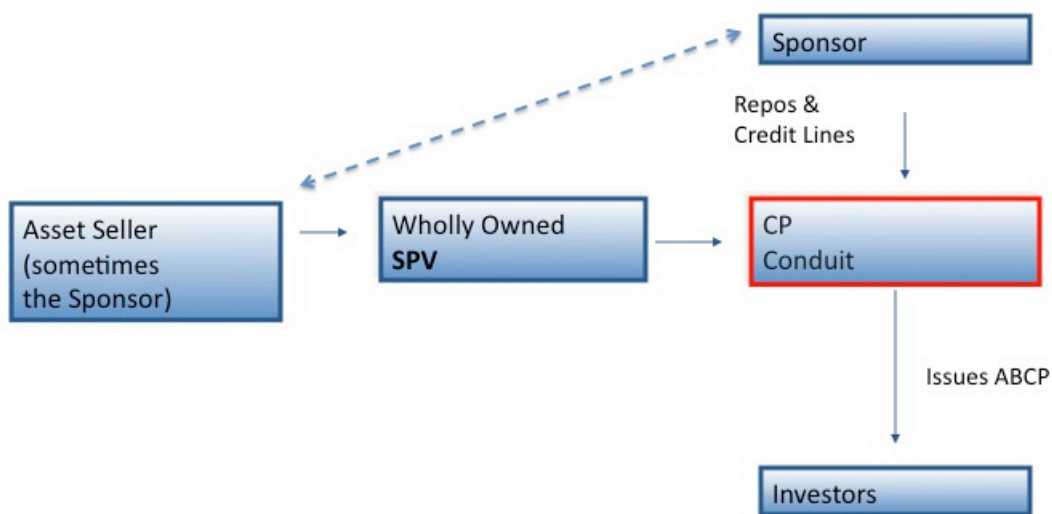 Sponsor
Repos &
Credit Lines
Asset Seller
(sometimes
the Sponsor)
Wholly Owned
SPV
CP
Conduit
Issues ABCP
Investors